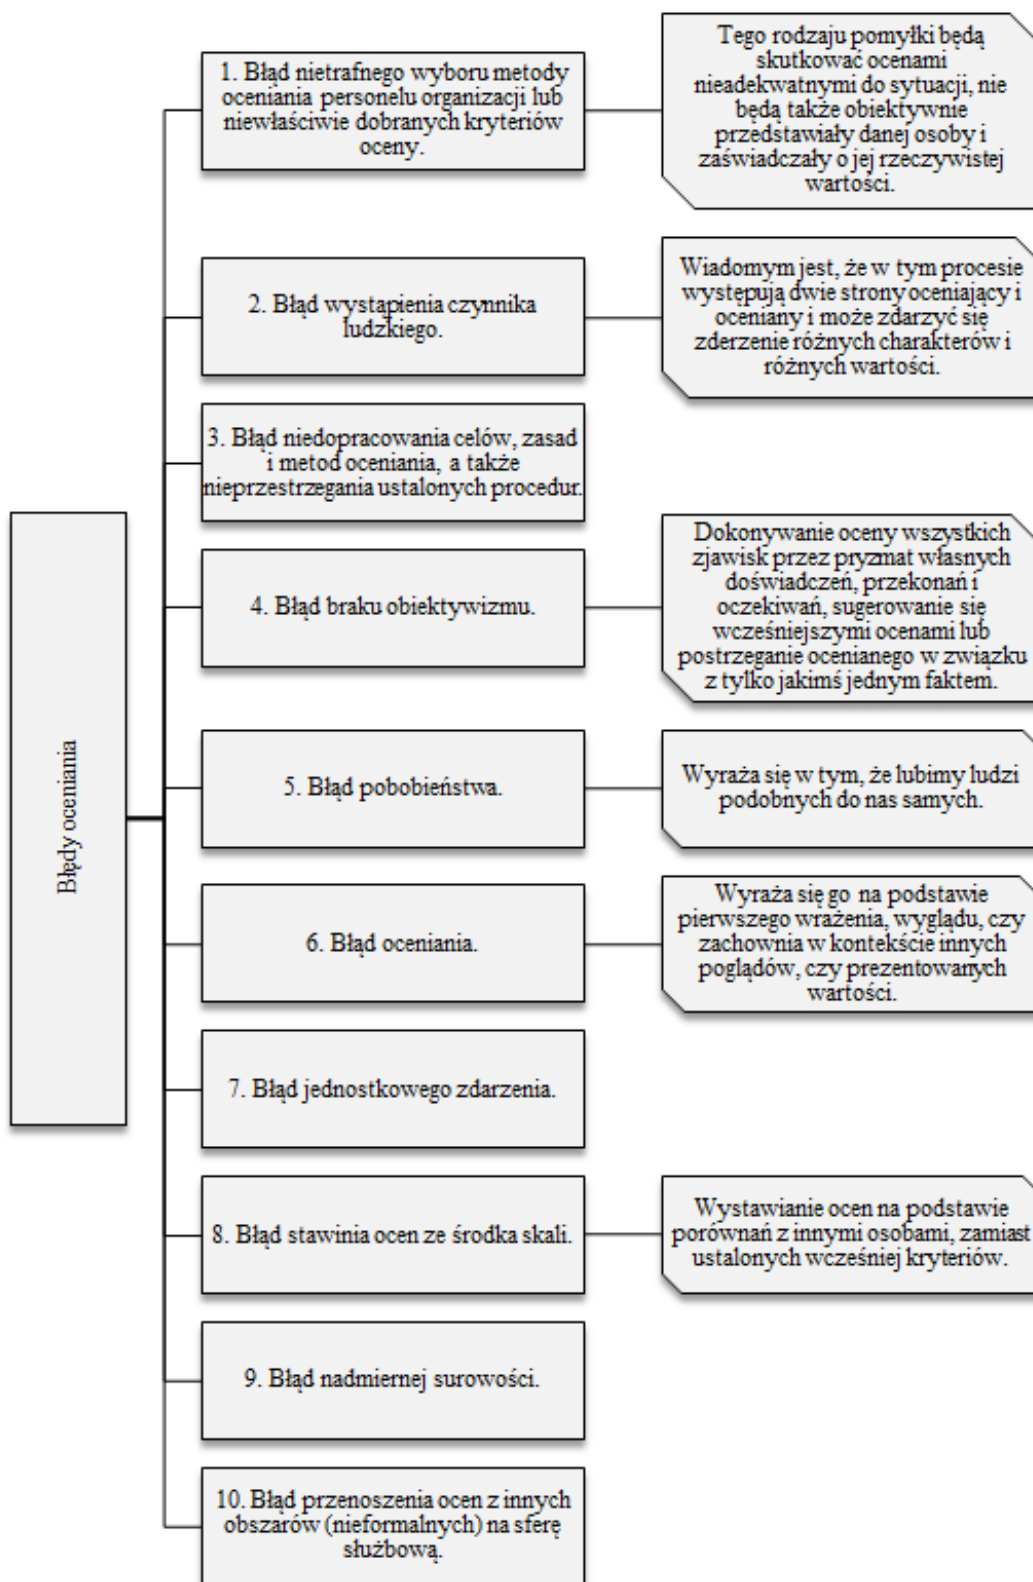 Błędy oceniania
1. Błąd nietrafnego wyboru metody
oceniania personelu organizacji lub
niewłaściwie dobranych kryteriów
oceny.
Tego rodzaju pomyłki będą
skutkować ocenami
nieadekwatnymi do sytuacji, nie
będą także obiektywnie
przedstawiały danej osoby i
zaświadczały o jej rzeczywistej
wartości.
2. Błąd wystąpienia czynnika
ludzkiego.
Wiadomym jest, że w tym procesie
występują dwie strony oceniający i
oceniany i może zdarzyć się
zderzenie różnych charakterów i
różnych wartości.
3. Błąd niedopracowania celów, zasad
i metod oceniania, a także
nieprzestrzegania ustalonych procedur.
4. Błąd braku obiektywizmu.
Dokonywanie oceny wszystkich
zjawisk przez pryzmat własnych
doświadczeń, przekonań i
oczekiwań, sugerowanie się
wcześniejszymi ocenami lub
postrzeganie ocenianego w związku
z tylko jakimś jednym faktem.
5. Błąd pobobieństwa.
Wyraża się w tym, że lubimy ludzi
podobnych do nas samych.
6. Błąd oceniania.
Wyraża się go na podstawie
pierwszego wrażenia, wyglądu, czy
zachownia w kontekście innych
poglądów, czy prezentowanych
wartości.
7. Błąd jednostkowego zdarzenia.
8. Błąd stawinia ocen ze środka skali.
Wystawianie ocen na podstawie
porównań z innymi osobami, zamiast
ustalonych wcześniej kryteriów.
9. Błąd nadmiernej surowości.
10. Błąd przenoszenia ocen z innych
obszarów (nieformalnych) na sferę
służbową.